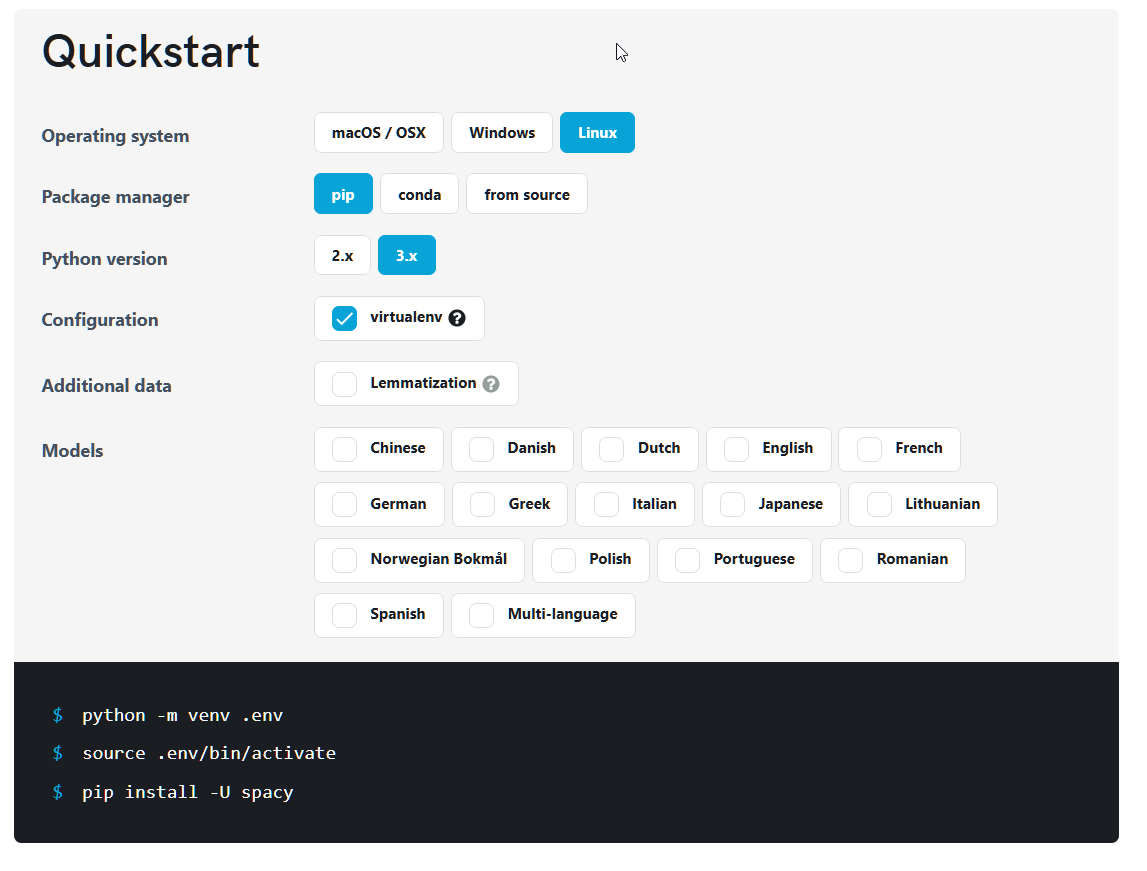 Quickstart
Operating system macOS / OSX Windows Linux
Package manager pip conda from source
Python version 2.x 3.x
Configuration virtualenv ?
Additional data Lemmatization ?
Models Chinese Danish Dutch English French
German Greek Italian Japanese Lithuanian
Norwegian Bokmål Polish Portuguese Romanian
Spanish Multi-language
$ python -m venv .env
$ source .env/bin/activate
$ pip install -U spacy